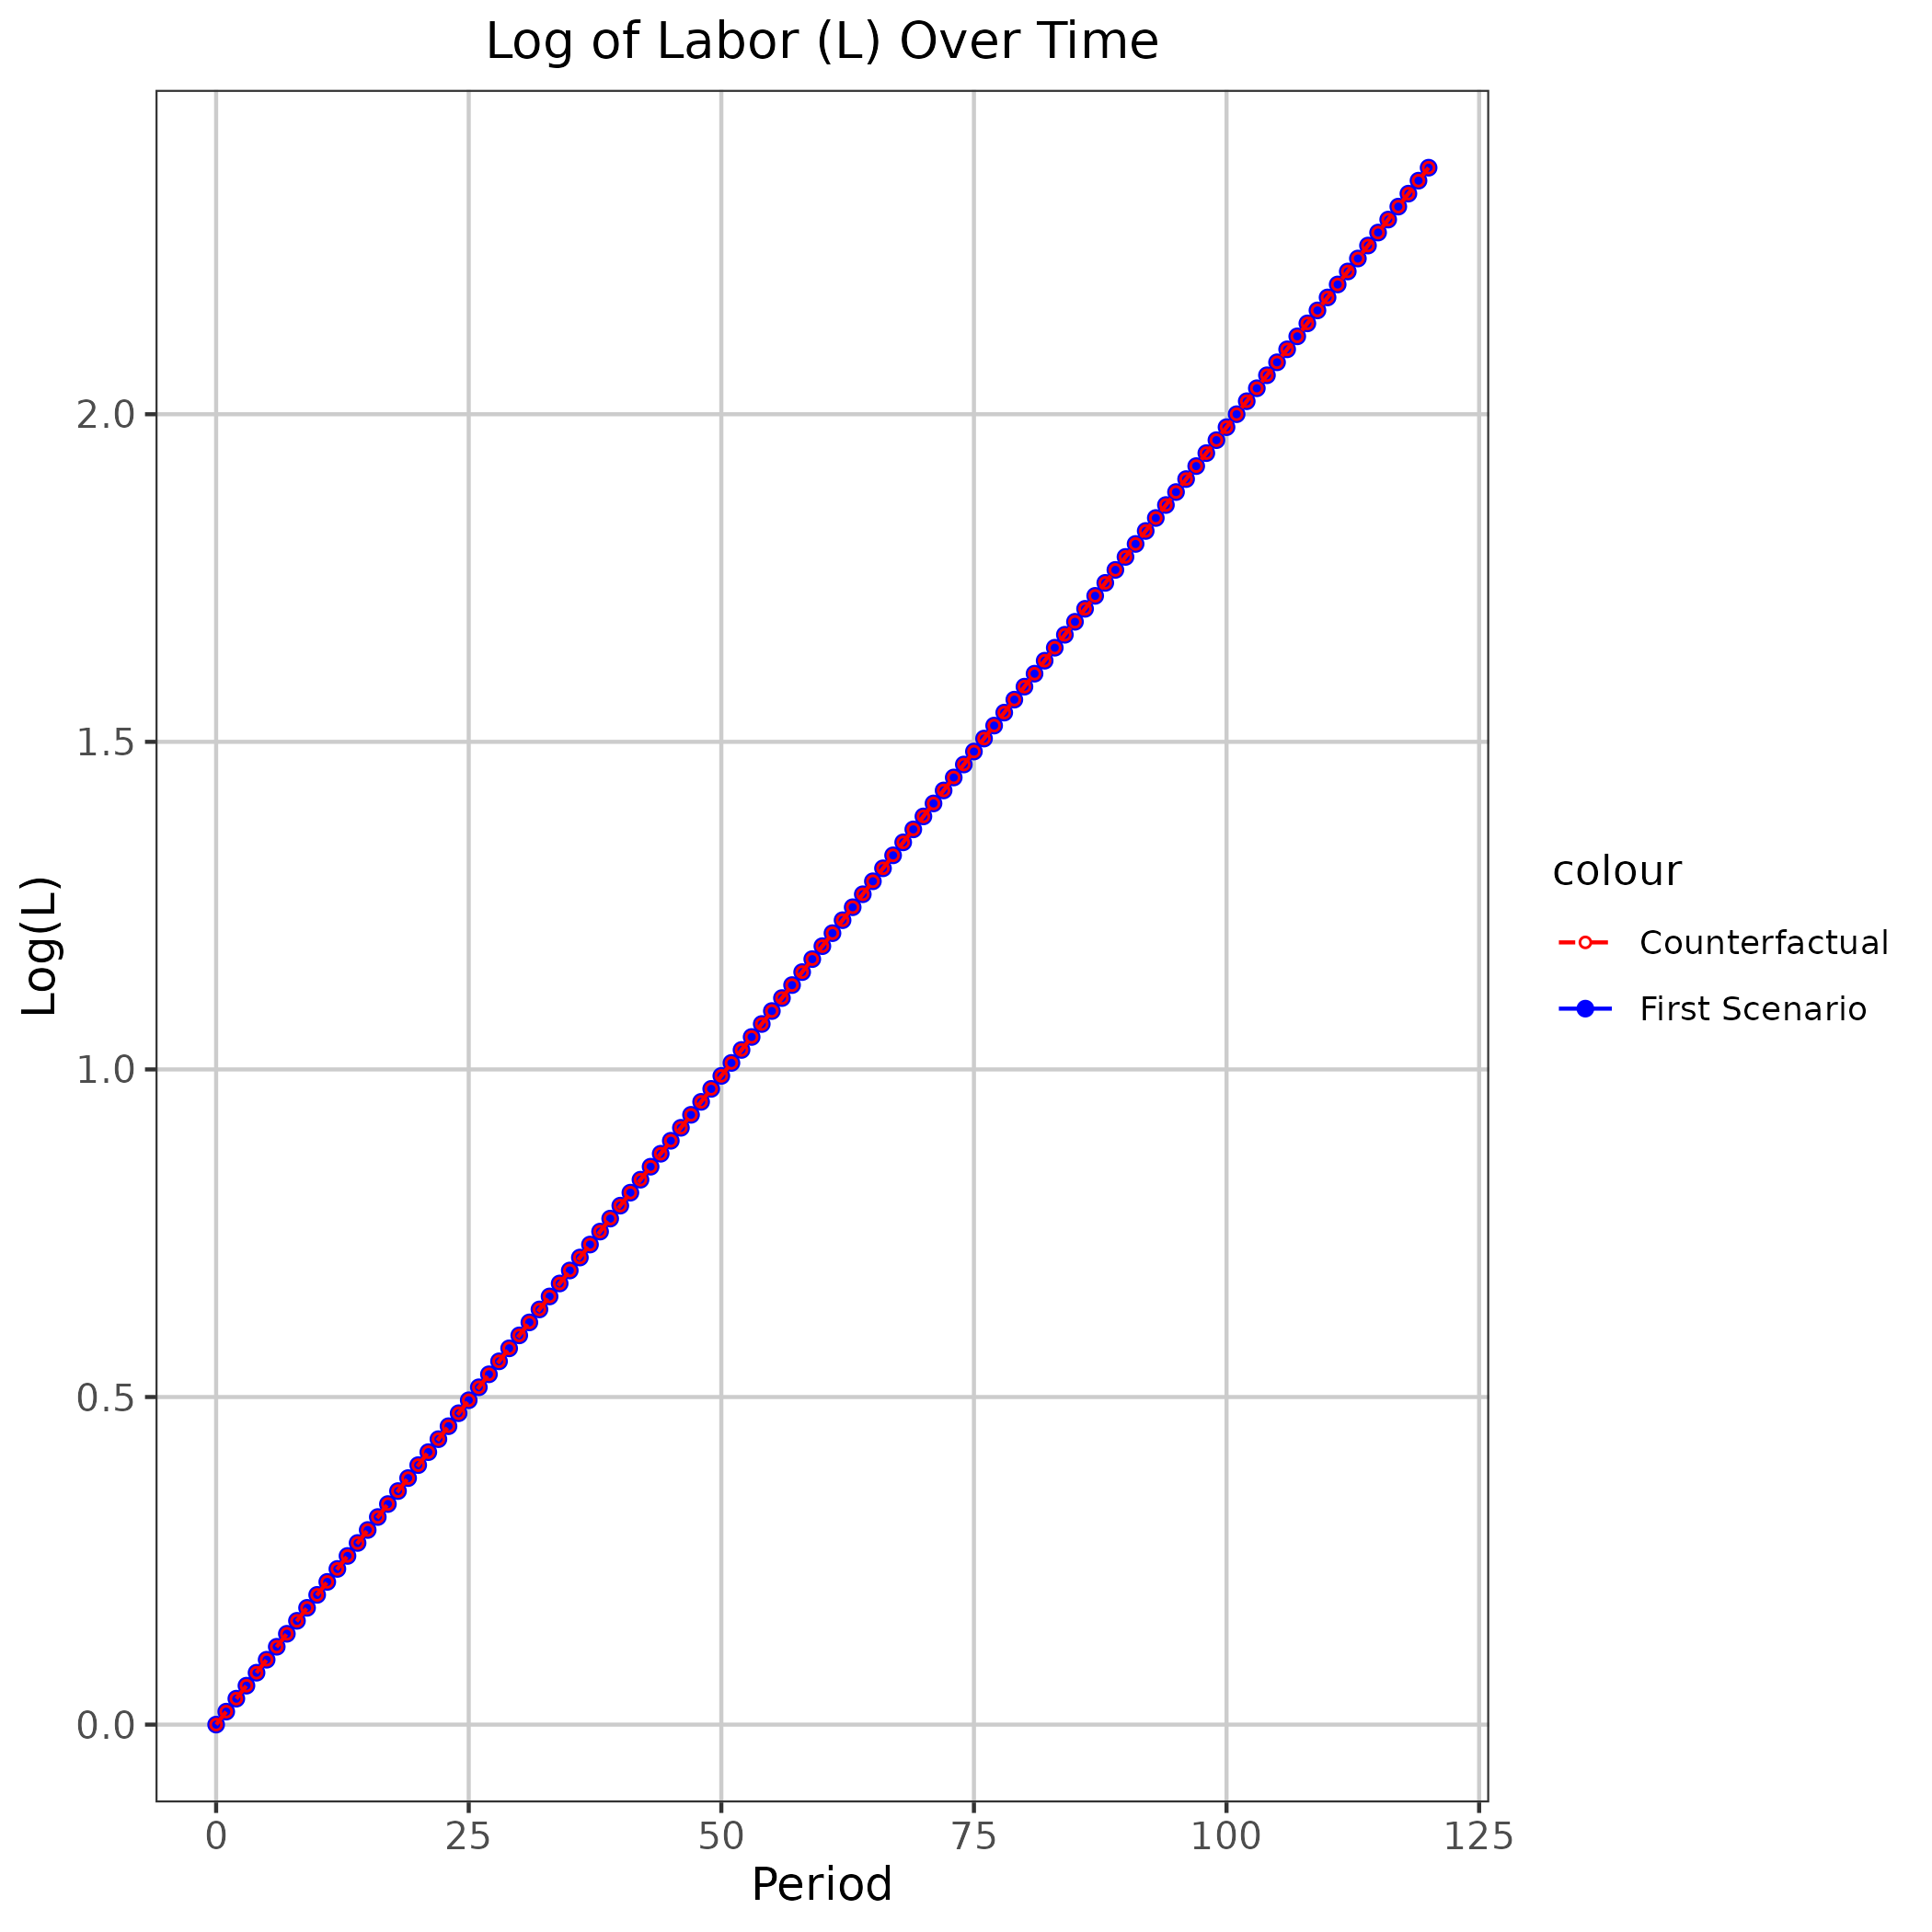 Log of Labor (L) Over Time
Log(L)
2.0
1.5
1.0
0.5
0.0
0 25 50 75 100 125
Period
colour
Counterfactual
First Scenario